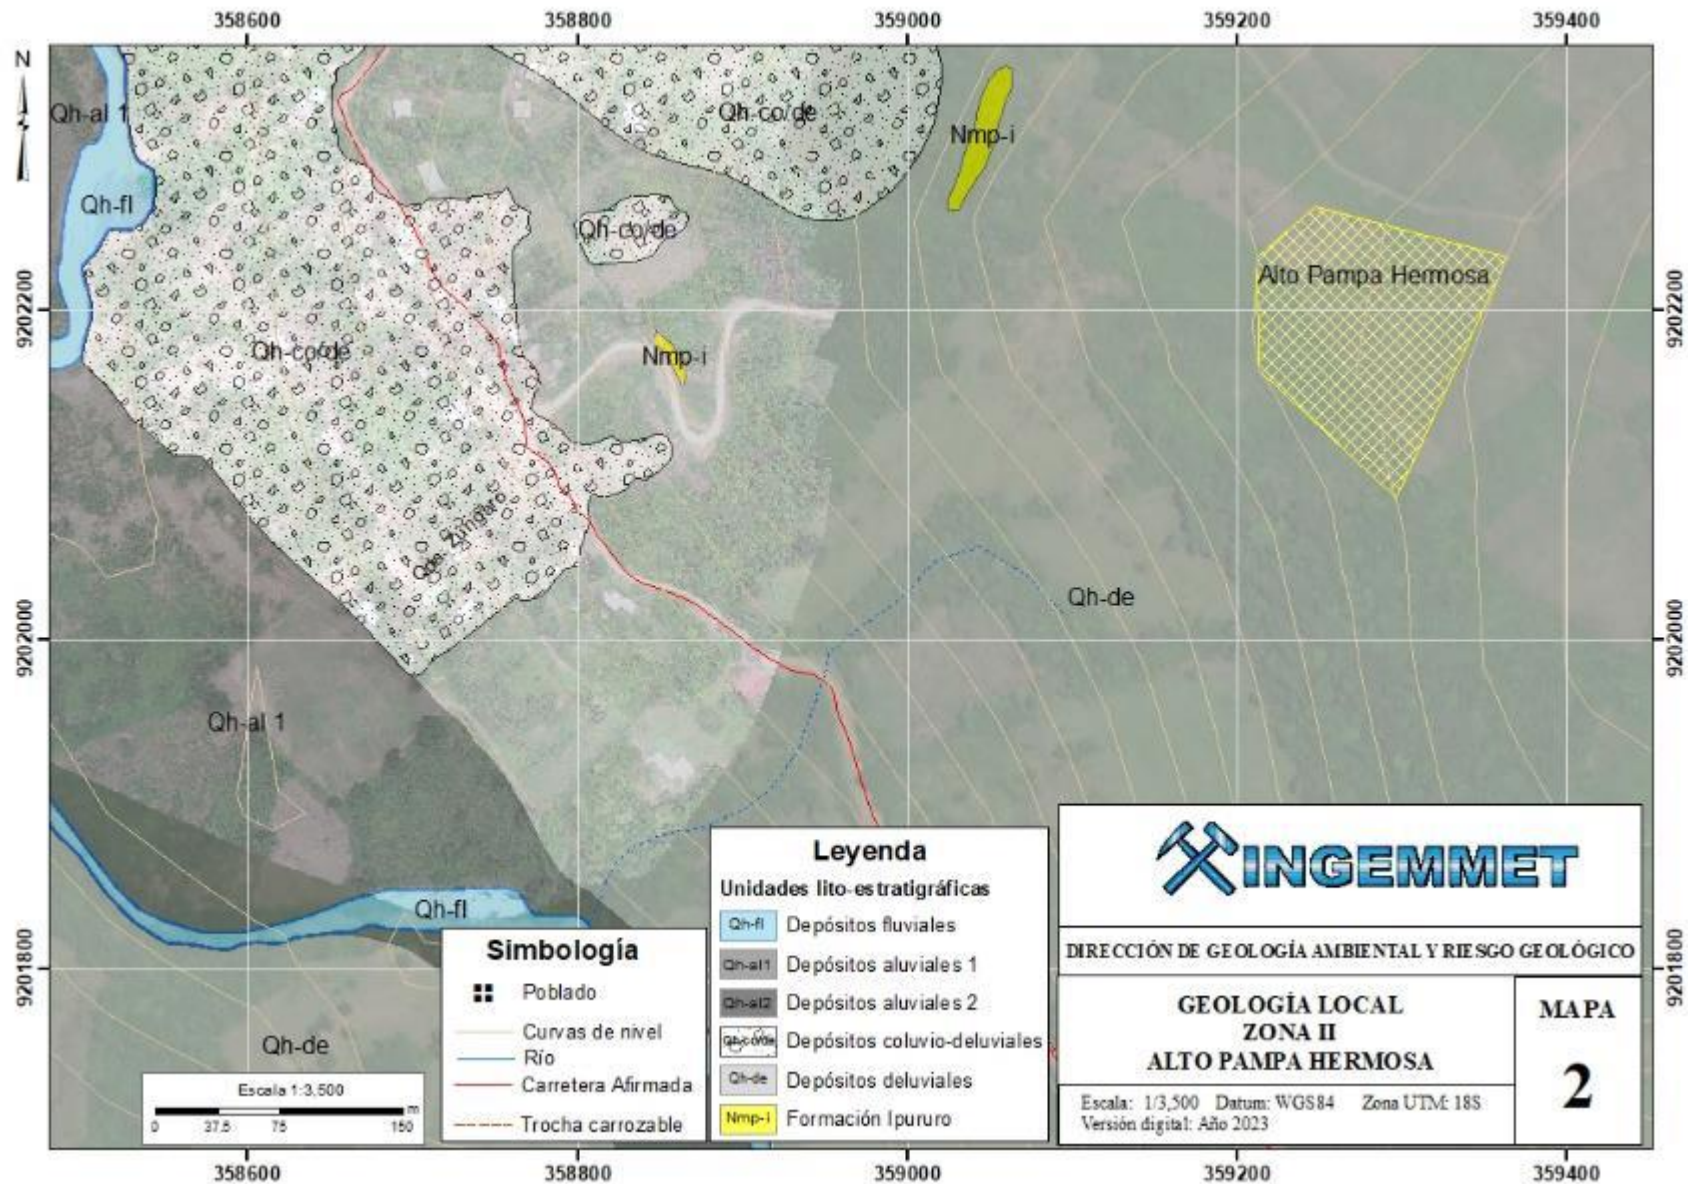 358600 358800 359000 359200 359400
N
Qh-al 1
Qh-co/de
Nmp-i
Qh-fl
Qh-co/de
Alto Pampa Hermosa
9202200
9202200
Qh-co/de
Nmp-i
Qda. Zúngaro
Qh-de
9202000
9202000
Qh-al 1
Qh-fl
9201800
9201800
Qh-de
Escala 1:3,500
m
0 37.5 75 150
Simbología
Poblado
Curvas de nivel
Río
Carretera Afirmada
Trocha carrozable
Leyenda
Unidades lito-estratigráficas
Qh-fl Depósitos fluviales
Qh-al1 Depósitos aluviales 1
Qh-al2 Depósitos aluviales 2
Qh-co/de Depósitos coluvio-deluviales
Qh-de Depósitos deluviales
Nmp-i Formación Ipururo
INGEMMET
DIRECCIÓN DE GEOLOGÍA AMBIENTAL Y RIESGO GEOLÓGICO
GEOLOGÍA LOCAL
ZONA II
ALTO PAMPA HERMOSA
MAPA
2
Escala: 1/3,500 Datum: WGS84 Zona UTM: 18S
Versión digital: Año 2023
358600 358800 359000 359200 359400